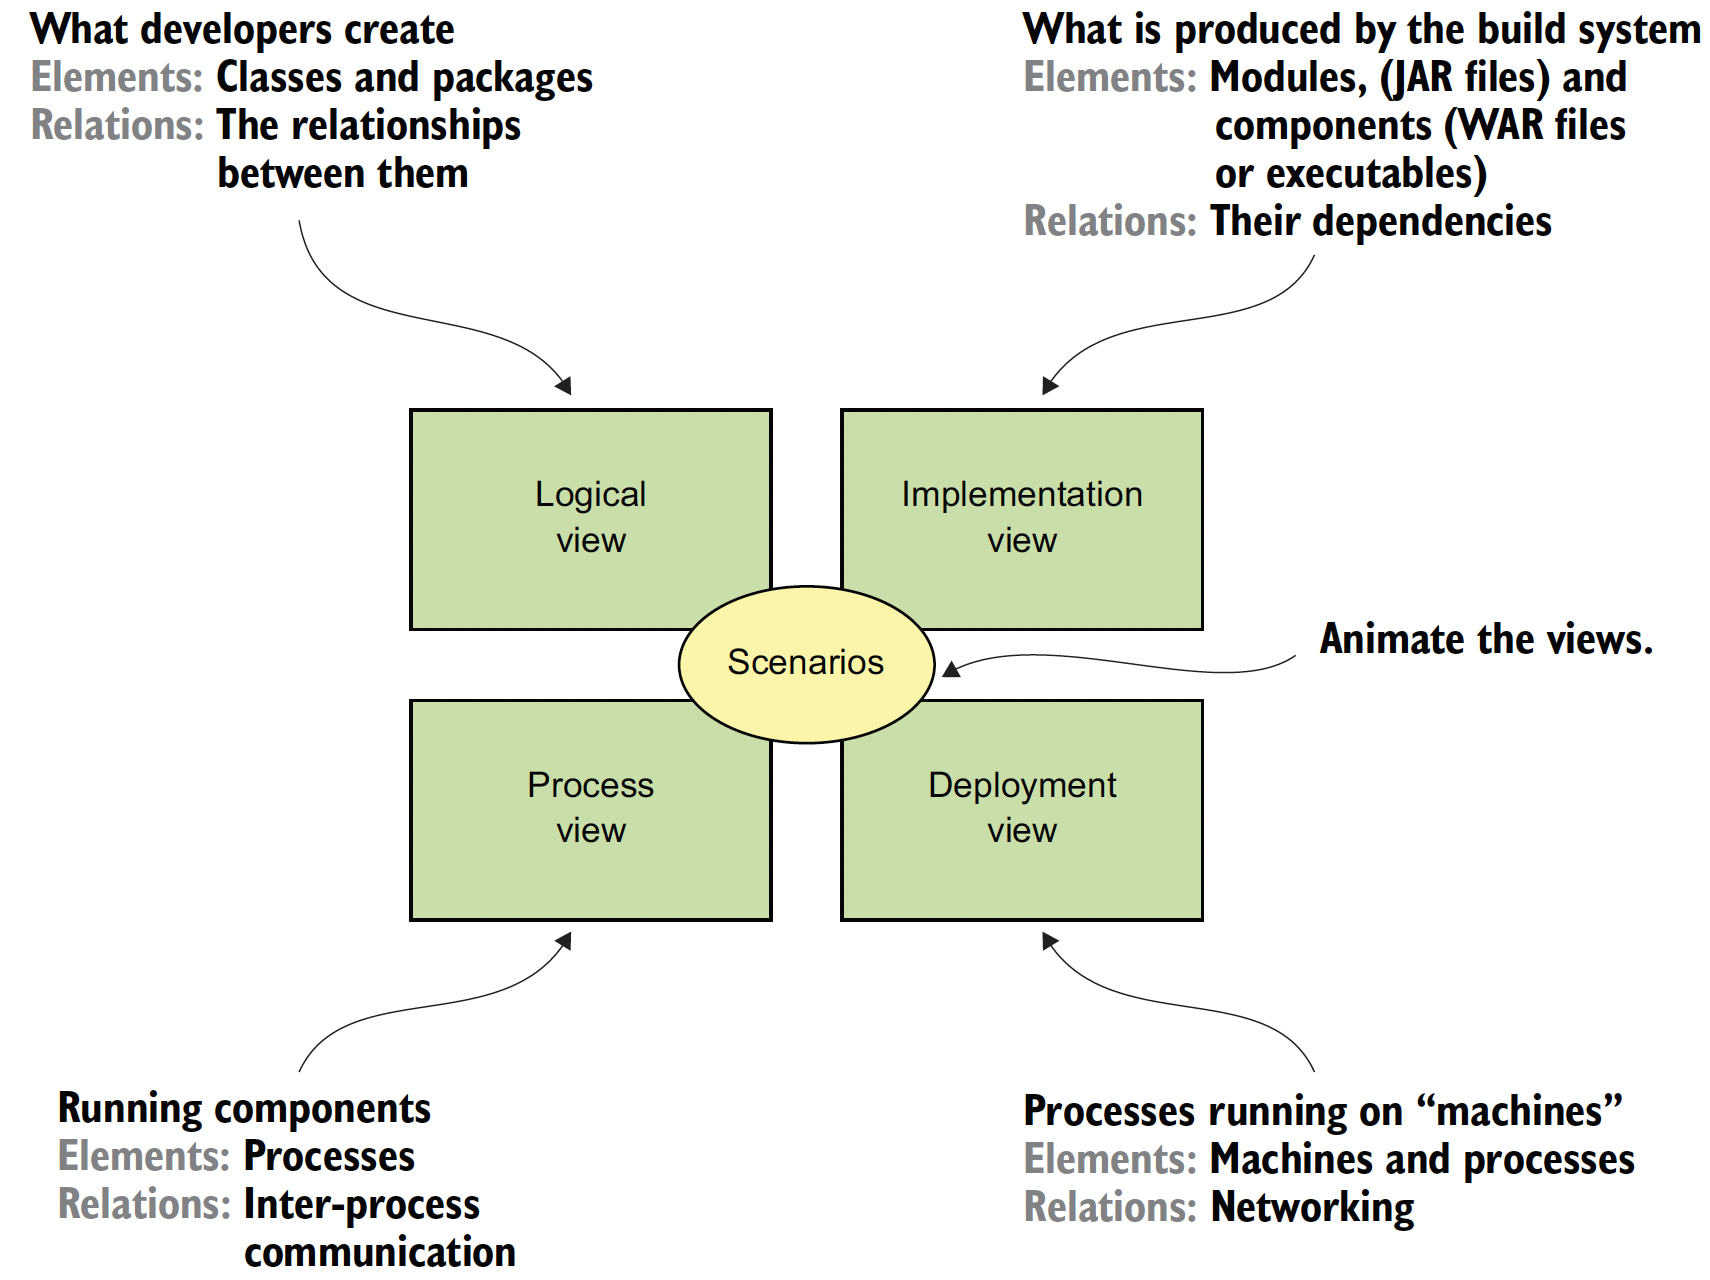 What developers create
Elements: Classes and packages
Relations: The relationships
between them
What is produced by the build system
Elements: Modules, (JAR files) and
components (WAR files
or executables)
Relations: Their dependencies
Logical
view
Implementation
view
Scenarios
Animate the views.
Process
view
Deployment
view
Running components
Elements: Processes
Relations: Inter-process
communication
Processes running on “machines”
Elements: Machines and processes
Relations: Networking